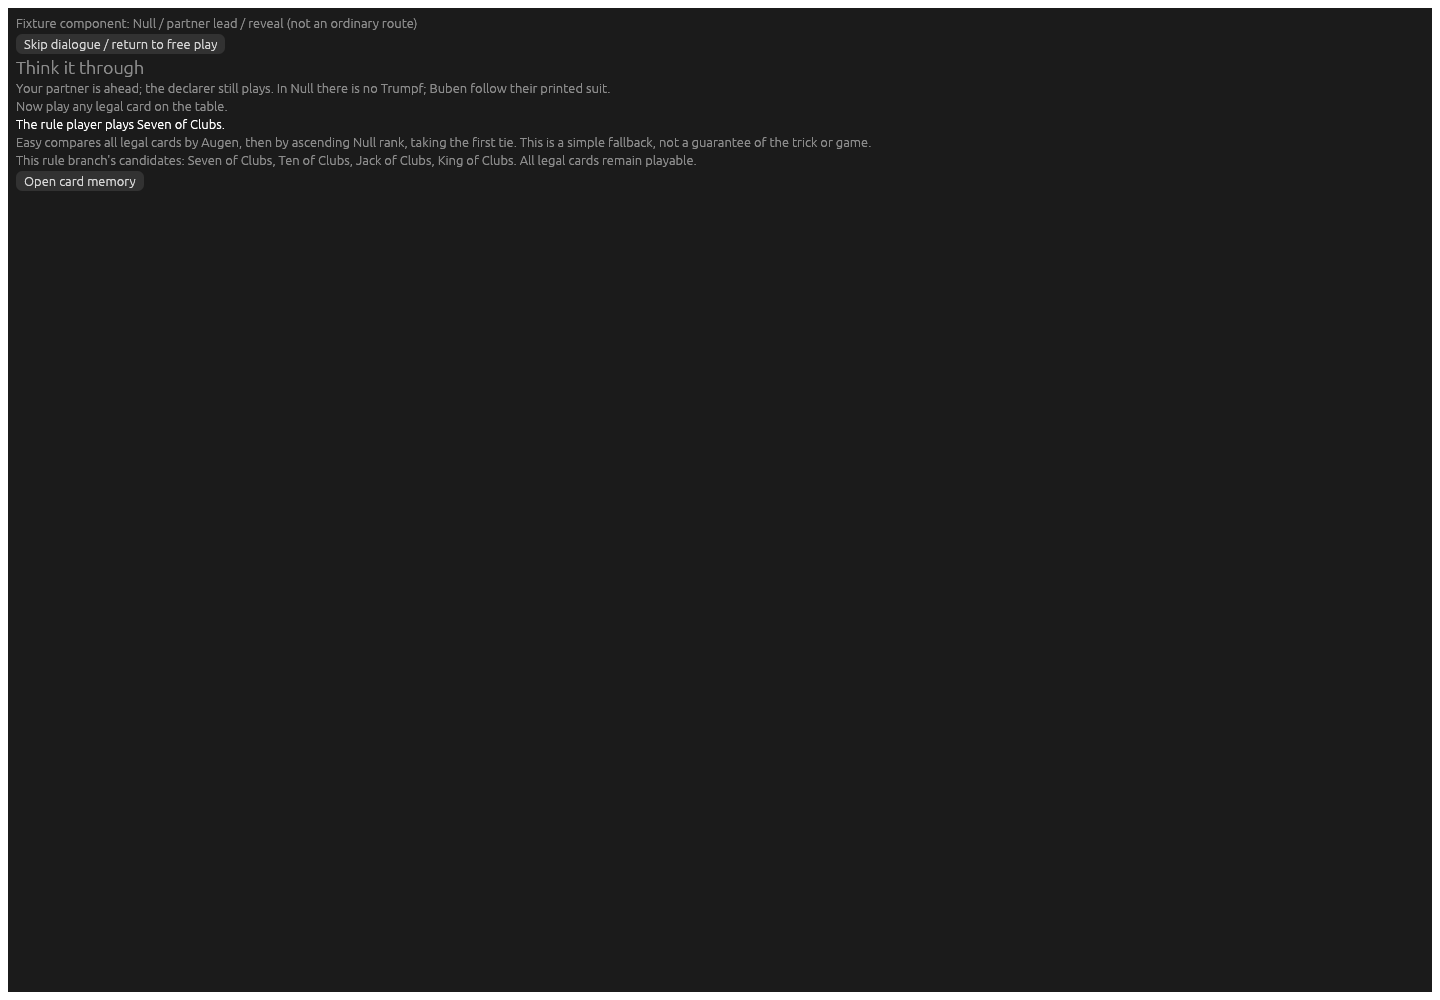 Fixture component: Null / partner lead / reveal (not an ordinary route)
Skip dialogue / return to free play
Think it through
Your partner is ahead; the declarer still plays. In Null there is no Trumpf; Buben follow their printed suit.
Now play any legal card on the table.
The rule player plays Seven of Clubs.
Easy compares all legal cards by Augen, then by ascending Null rank, taking the first tie. This is a simple fallback, not a guarantee of the trick or game.
This rule branch's candidates: Seven of Clubs, Ten of Clubs, Jack of Clubs, King of Clubs. All legal cards remain playable.
Open card memory